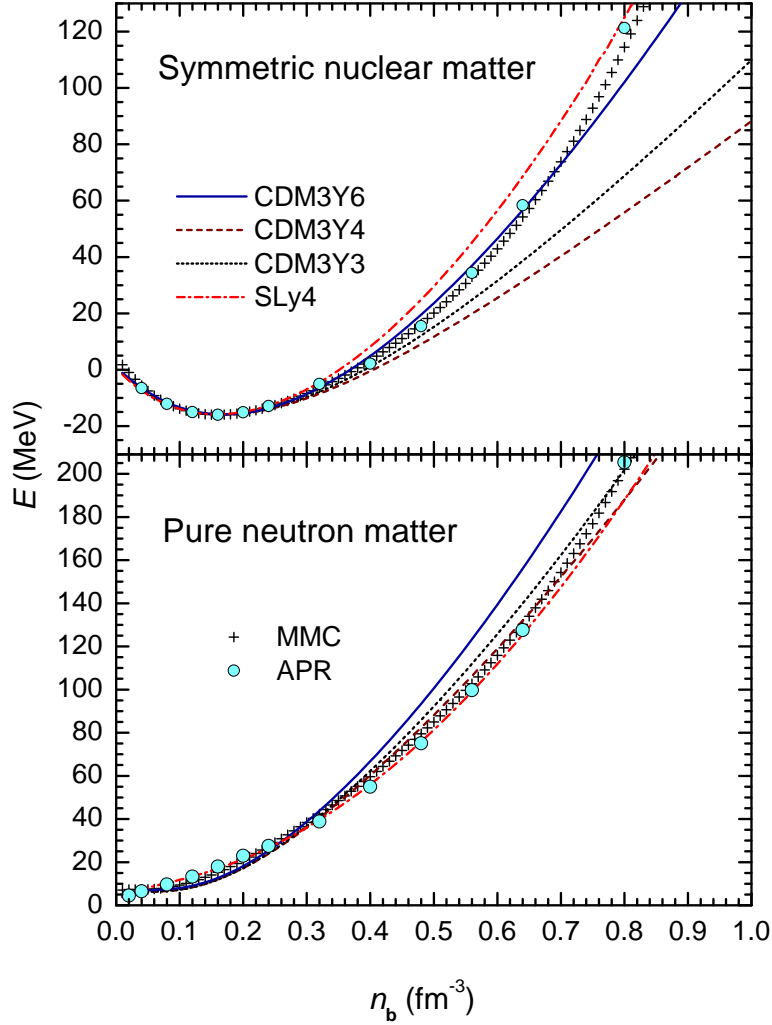 120
100
80
60
40
20
0
-20
Symmetric nuclear matter
CDM3Y6
CDM3Y4
CDM3Y3
SLy4
E (MeV)
200
180
160
140
120
100
80
60
40
20
0
Pure neutron matter
MMC
APR
0.0 0.1 0.2 0.3 0.4 0.5 0.6 0.7 0.8 0.9 1.0
n_b (fm^-3)